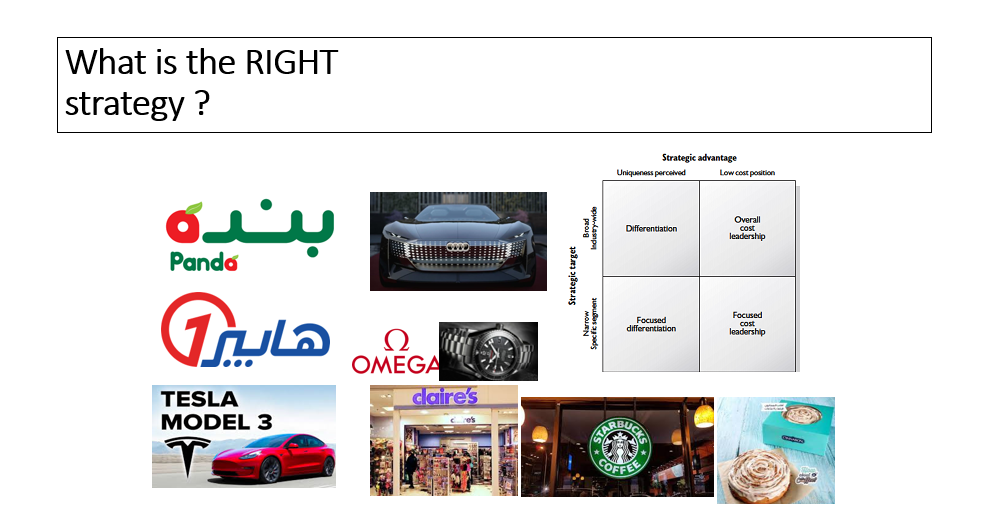 What is the RIGHT
strategy ?
بنده
Panda
هايبر1
TESLA
MODEL 3
Ω
OMEGA
claire's
claire's
STARBUCKS
COFFEE
Strategic advantage
Uniqueness perceived
Low cost position
Strategic target
Broad
Industry-wide
Narrow
Specific segment
Differentiation
Overall
cost
leadership
Focused
differentiation
Focused
cost
leadership